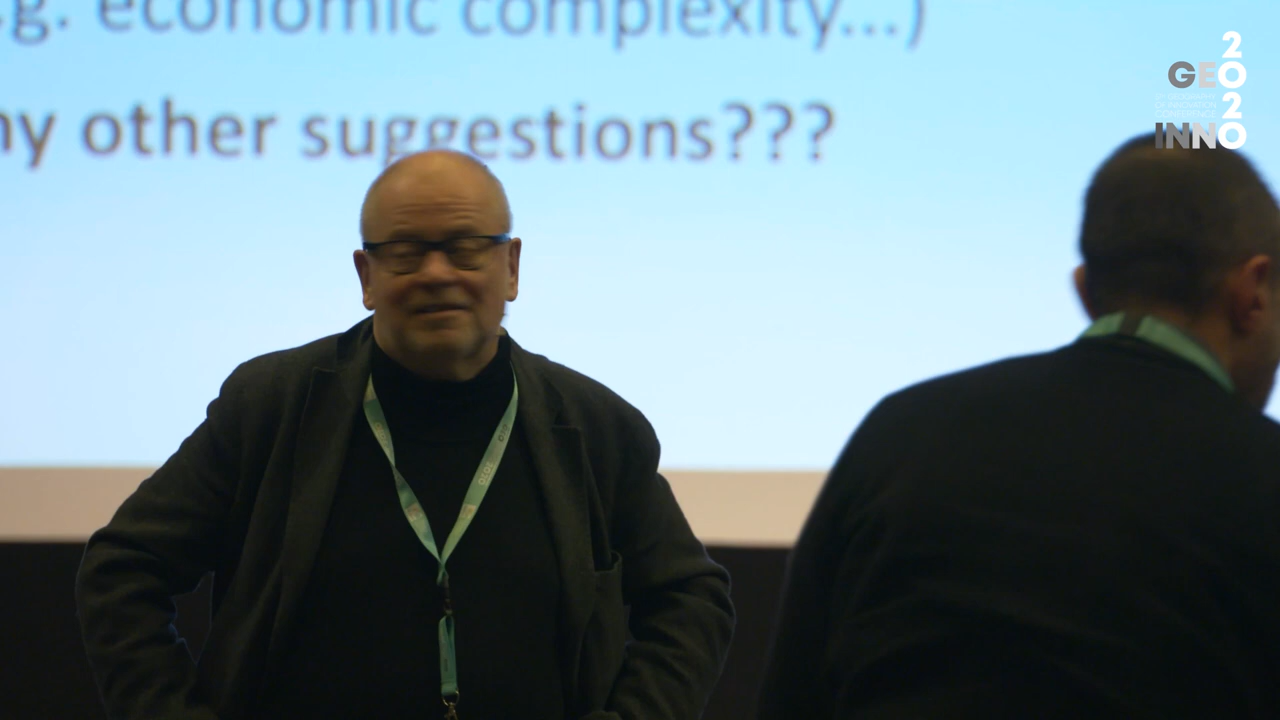 .g. economic complexity...)
ny other suggestions???
GEO
INNO
2020